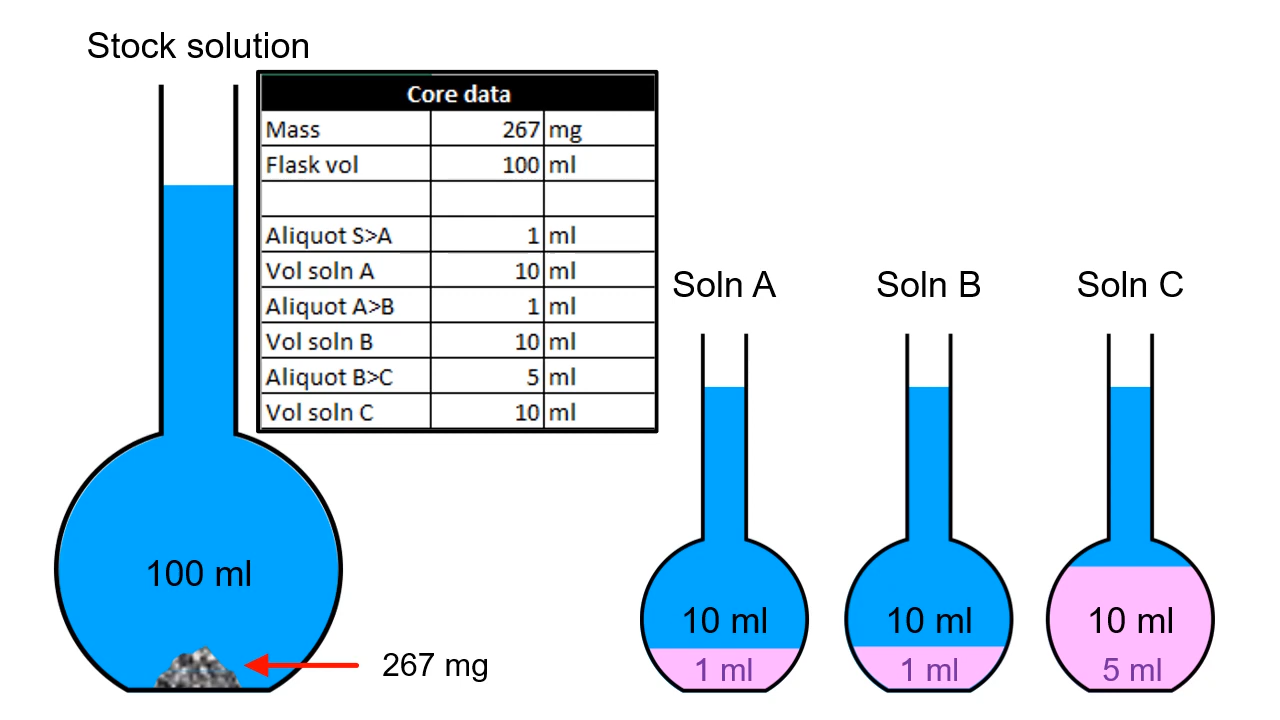 Stock solution
Core data
Mass 267 mg
Flask vol 100 ml
Aliquot S>A 1 ml
Vol soln A 10 ml
Aliquot A>B 1 ml
Vol soln B 10 ml
Aliquot B>C 5 ml
Vol soln C 10 ml
Soln A Soln B Soln C
100 ml
10 ml 10 ml 10 ml
267 mg 1 ml 1 ml 5 ml